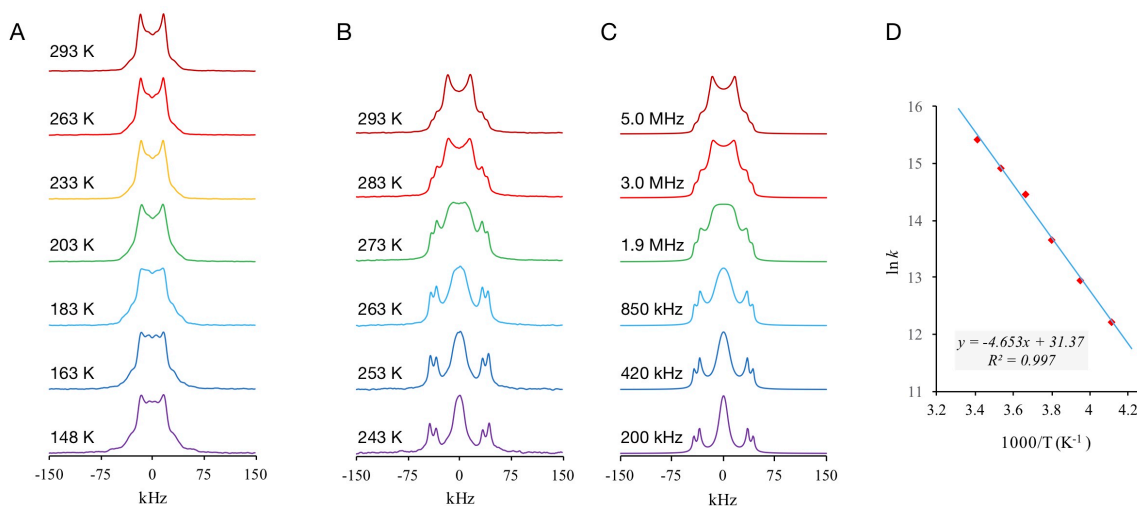 A
293 K
263 K
233 K
203 K
183 K
163 K
148 K
-150 -75 0 75 150
kHz
B
293 K
283 K
273 K
263 K
253 K
243 K
-150 -75 0 75 150
kHz
C
5.0 MHz
3.0 MHz
1.9 MHz
850 kHz
420 kHz
200 kHz
-150 -75 0 75 150
kHz
D
16
15
14
13
12
11
ln k
y = -4.653x + 31.37
R² = 0.997
3.2 3.4 3.6 3.8 4 4.2
1000/T (K⁻¹)